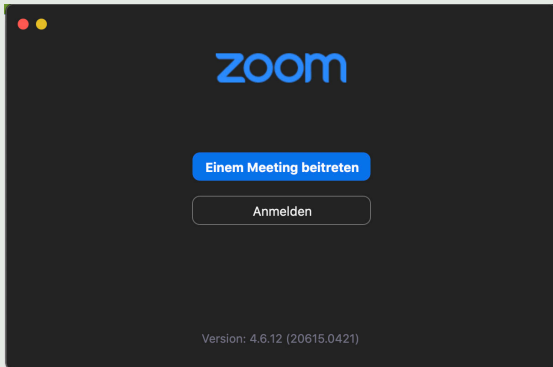 zoom
Einem Meeting beitreten
Anmelden
Version: 4.6.12 (20615.0421)